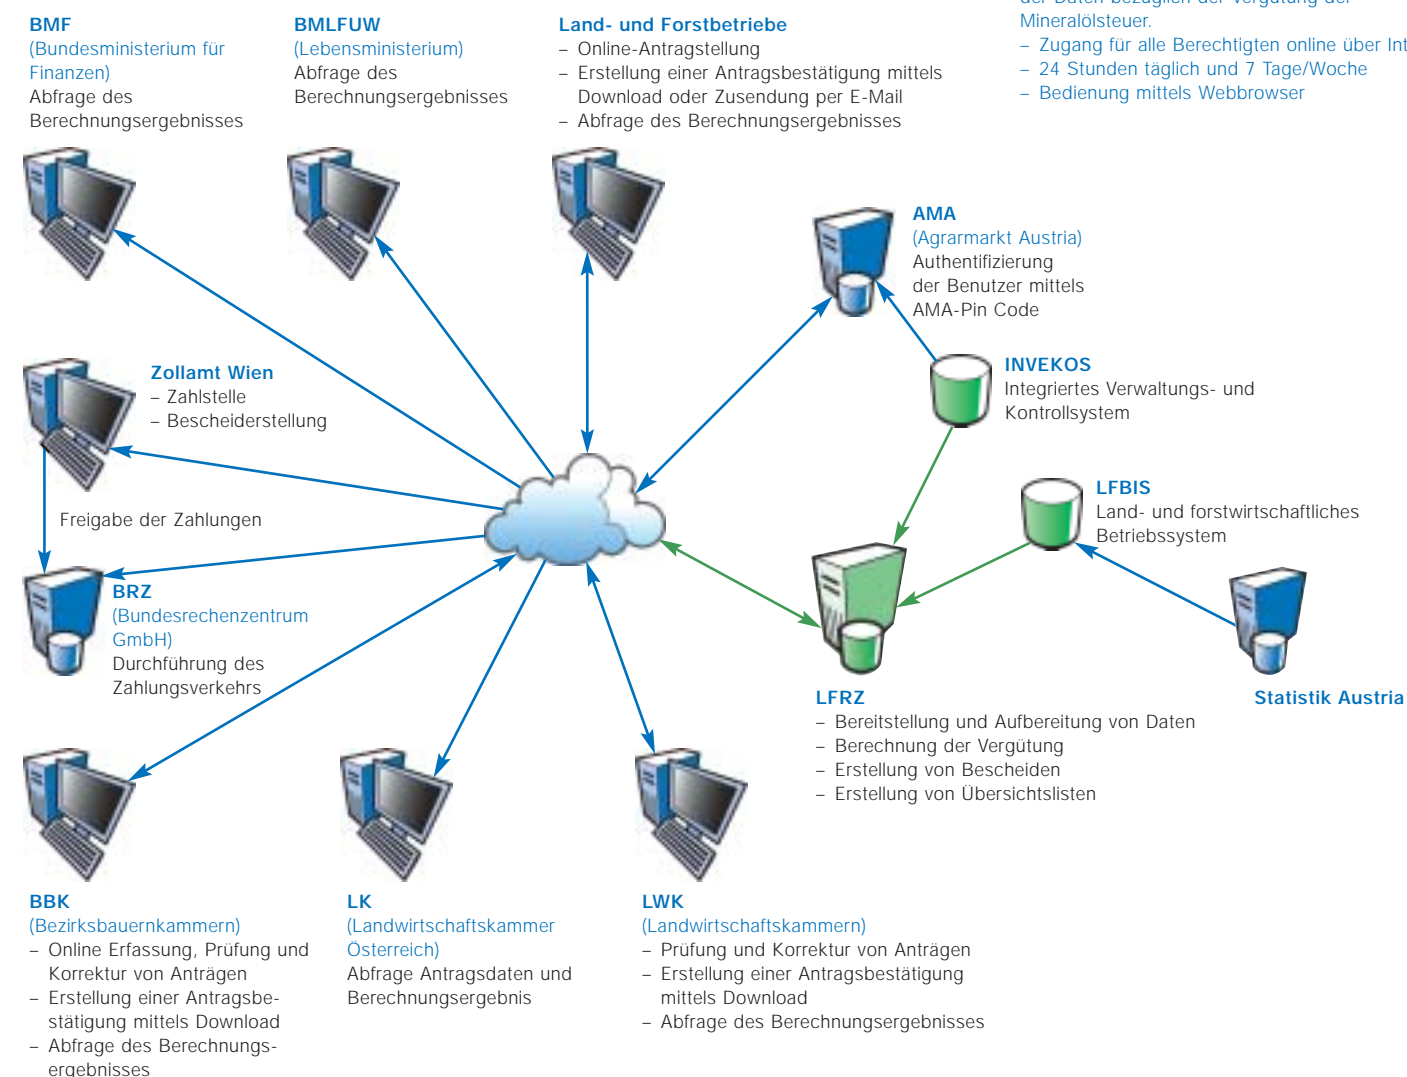 BMF
(Bundesministerium für
Finanzen)
Abfrage des
Berechnungsergebnisses
BMLFUW
(Lebensministerium)
Abfrage des
Berechnungsergebnisses
Land- und Forstbetriebe
– Online-Antragstellung
– Erstellung einer Antragsbestätigung mittels
Download oder Zusendung per E-Mail
– Abfrage des Berechnungsergebnisses
der Daten bezüglich der Vergütung der
Mineralölsteuer.
– Zugang für alle Berechtigten online über Int
– 24 Stunden täglich und 7 Tage/Woche
– Bedienung mittels Webbrowser
AMA
(Agrarmarkt Austria)
Authentifizierung
der Benutzer mittels
AMA-Pin Code
Zollamt Wien
– Zahlstelle
– Bescheiderstellung
INVEKOS
Integriertes Verwaltungs- und
Kontrollsystem
LFBIS
Land- und forstwirtschaftliches
Betriebssystem
Freigabe der Zahlungen
BRZ
(Bundesrechenzentrum
GmbH)
Durchführung des
Zahlungsverkehrs
LFRZ
– Bereitstellung und Aufbereitung von Daten
– Berechnung der Vergütung
– Erstellung von Bescheiden
– Erstellung von Übersichtslisten
Statistik Austria
BBK
(Bezirksbauernkammern)
– Online Erfassung, Prüfung und
Korrektur von Anträgen
– Erstellung einer Antragsbe-
stätigung mittels Download
– Abfrage des Berechnungs-
ergebnisses
LK
(Landwirtschaftskammer
Österreich)
Abfrage Antragsdaten und
Berechnungsergebnis
LWK
(Landwirtschaftskammern)
– Prüfung und Korrektur von Anträgen
– Erstellung einer Antragsbestätigung
mittels Download
– Abfrage des Berechnungsergebnisses